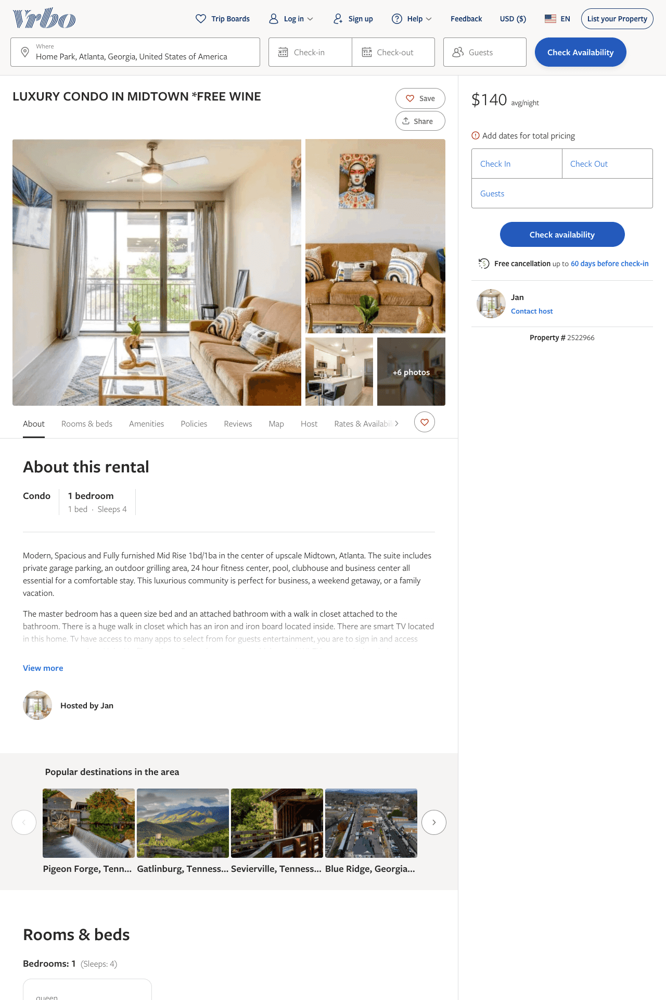 Vrbo
Trip Boards
Log in
Sign up
Help
Feedback
USD ($)
EN
List your Property
Where
Home Park, Atlanta, Georgia, United States of America
Check-in
Check-out
Guests
Check Availability
LUXURY CONDO IN MIDTOWN *FREE WINE
Save
Share
+6 photos
$140 avg/night
Add dates for total pricing
Check In
Check Out
Guests
Check availability
Free cancellation up to 60 days before check-in
Jan
Contact host
Property # 2522966
About
Rooms & beds
Amenities
Policies
Reviews
Map
Host
Rates & Availabili
About this rental
Condo
1 bedroom
1 bed · Sleeps 4
Modern, Spacious and Fully furnished Mid Rise 1bd/1ba in the center of upscale Midtown, Atlanta. The suite includes
private garage parking, an outdoor grilling area, 24 hour fitness center, pool, clubhouse and business center all
essential for a comfortable stay. This luxurious community is perfect for business, a weekend getaway, or a family
vacation.
The master bedroom has a queen size bed and an attached bathroom with a walk in closet attached to the
bathroom. There is a huge walk in closet which has an iron and iron board located inside. There are smart TV located
in this home. Tv have access to many apps to select from for guests entertainment, you are to sign in and access
View more
Hosted by Jan
Popular destinations in the area
Pigeon Forge, Tenn...
Gatlinburg, Tenness...
Sevierville, Tenness...
Blue Ridge, Georgia...
Rooms & beds
Bedrooms: 1 (Sleeps: 4)
queen